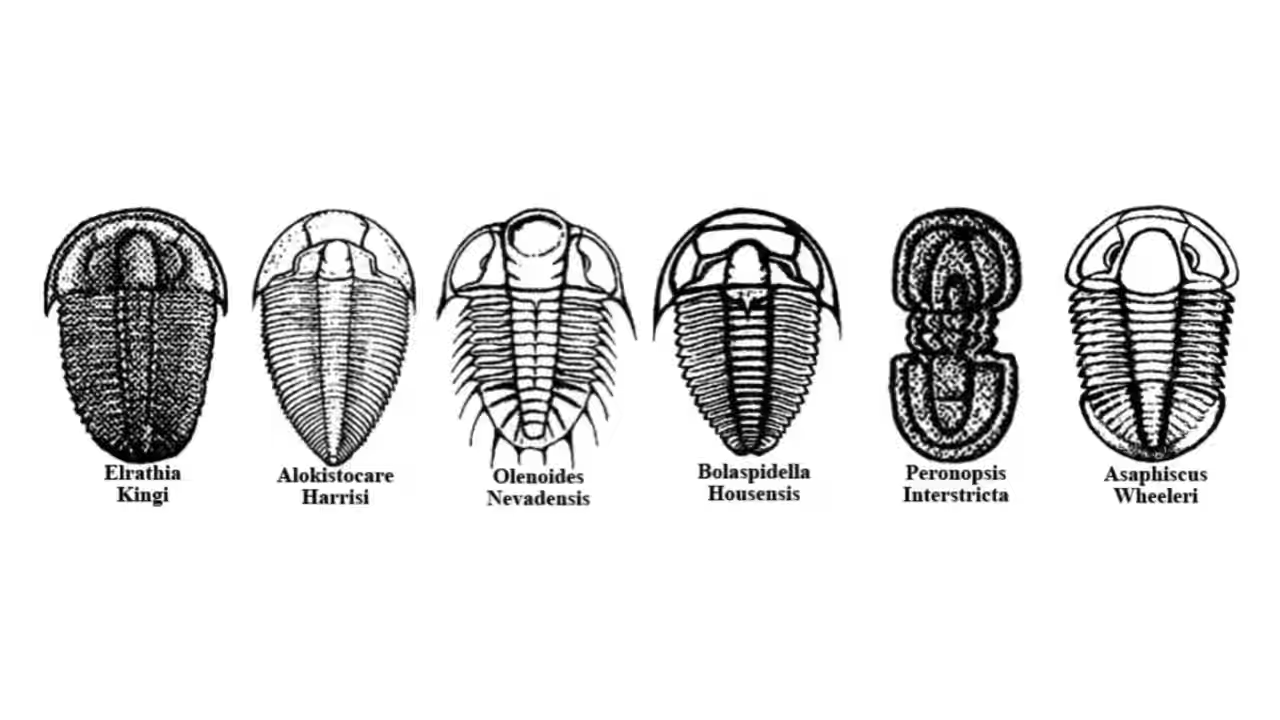 Elrathia
Kingi
Alokistocare
Harrisi
Olenoides
Nevadensis
Bolaspidella
Housensis
Peronopsis
Interstricta
Asaphiscus
Wheeleri